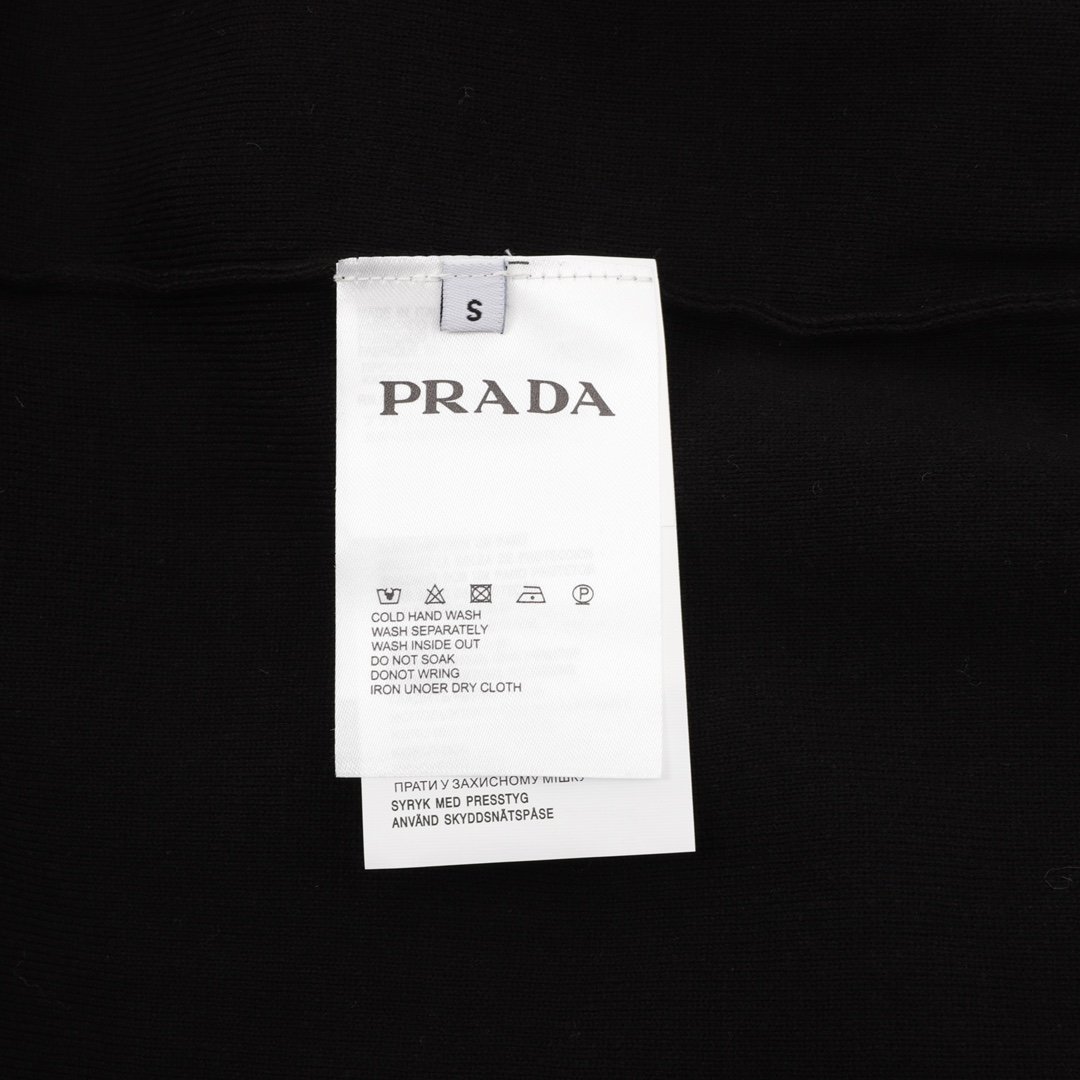 S
PRADA
COLD HAND WASH
WASH SEPARATELY
WASH INSIDE OUT
DO NOT SOAK
DONOT WRING
IRON UNOER DRY CLOTH
ПРАТИ У ЗАХИСНОМУ МІШКУ
SYRYK MED PRESSTYG
ANVÄND SKYDDSNÄTSPÅSE